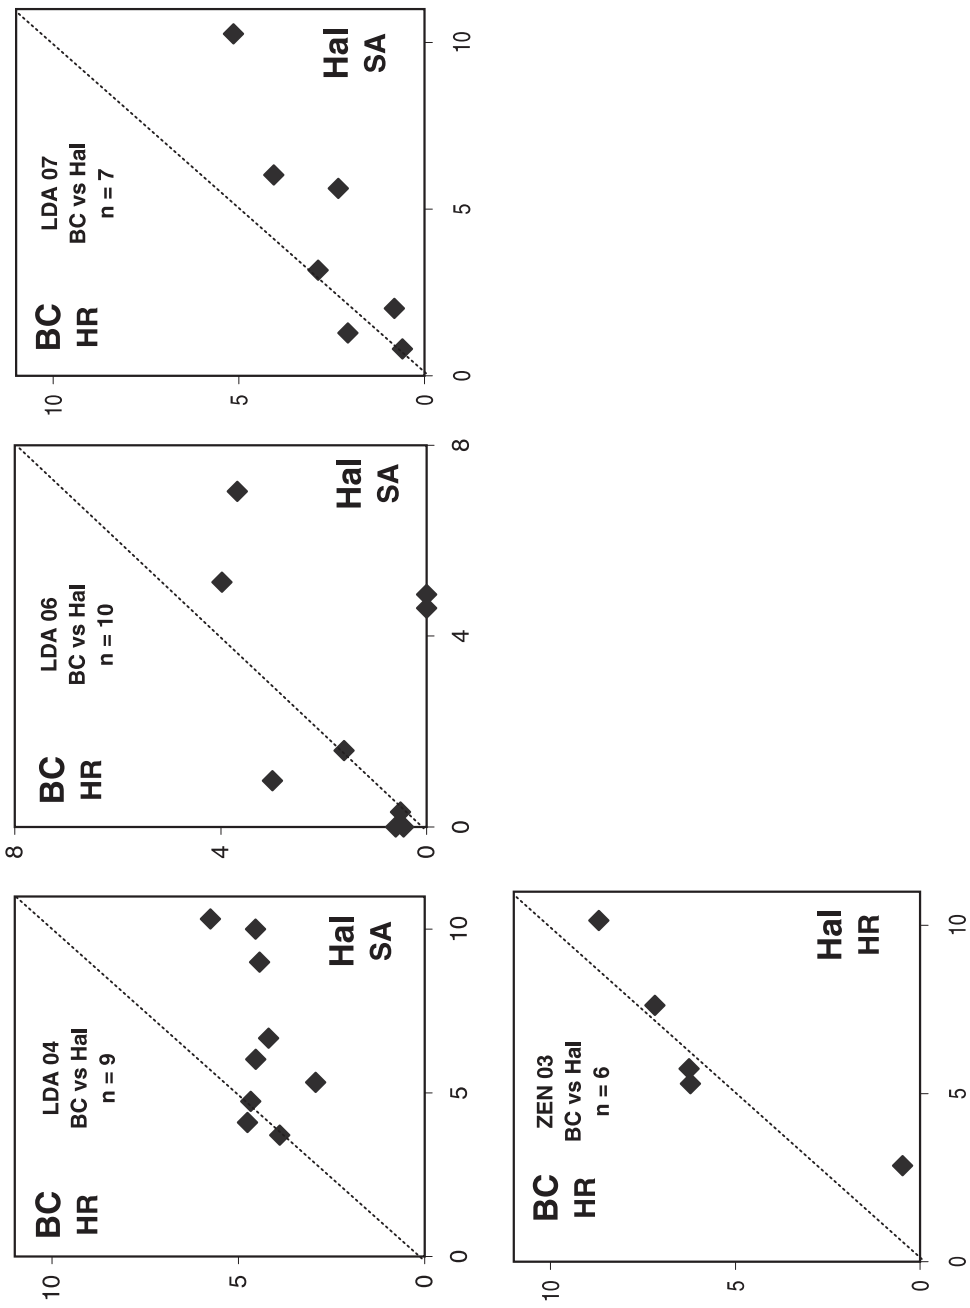 LDA 04
BC vs Hal
n = 9
BC
HR
Hal
SA
10
5
0
0
5
10
LDA 06
BC vs Hal
n = 10
BC
HR
Hal
SA
8
4
0
0
4
8
LDA 07
BC vs Hal
n = 7
BC
HR
Hal
SA
10
5
0
0
5
10
ZEN 03
BC vs Hal
n = 6
BC
HR
Hal
HR
10
5
0
0
5
10